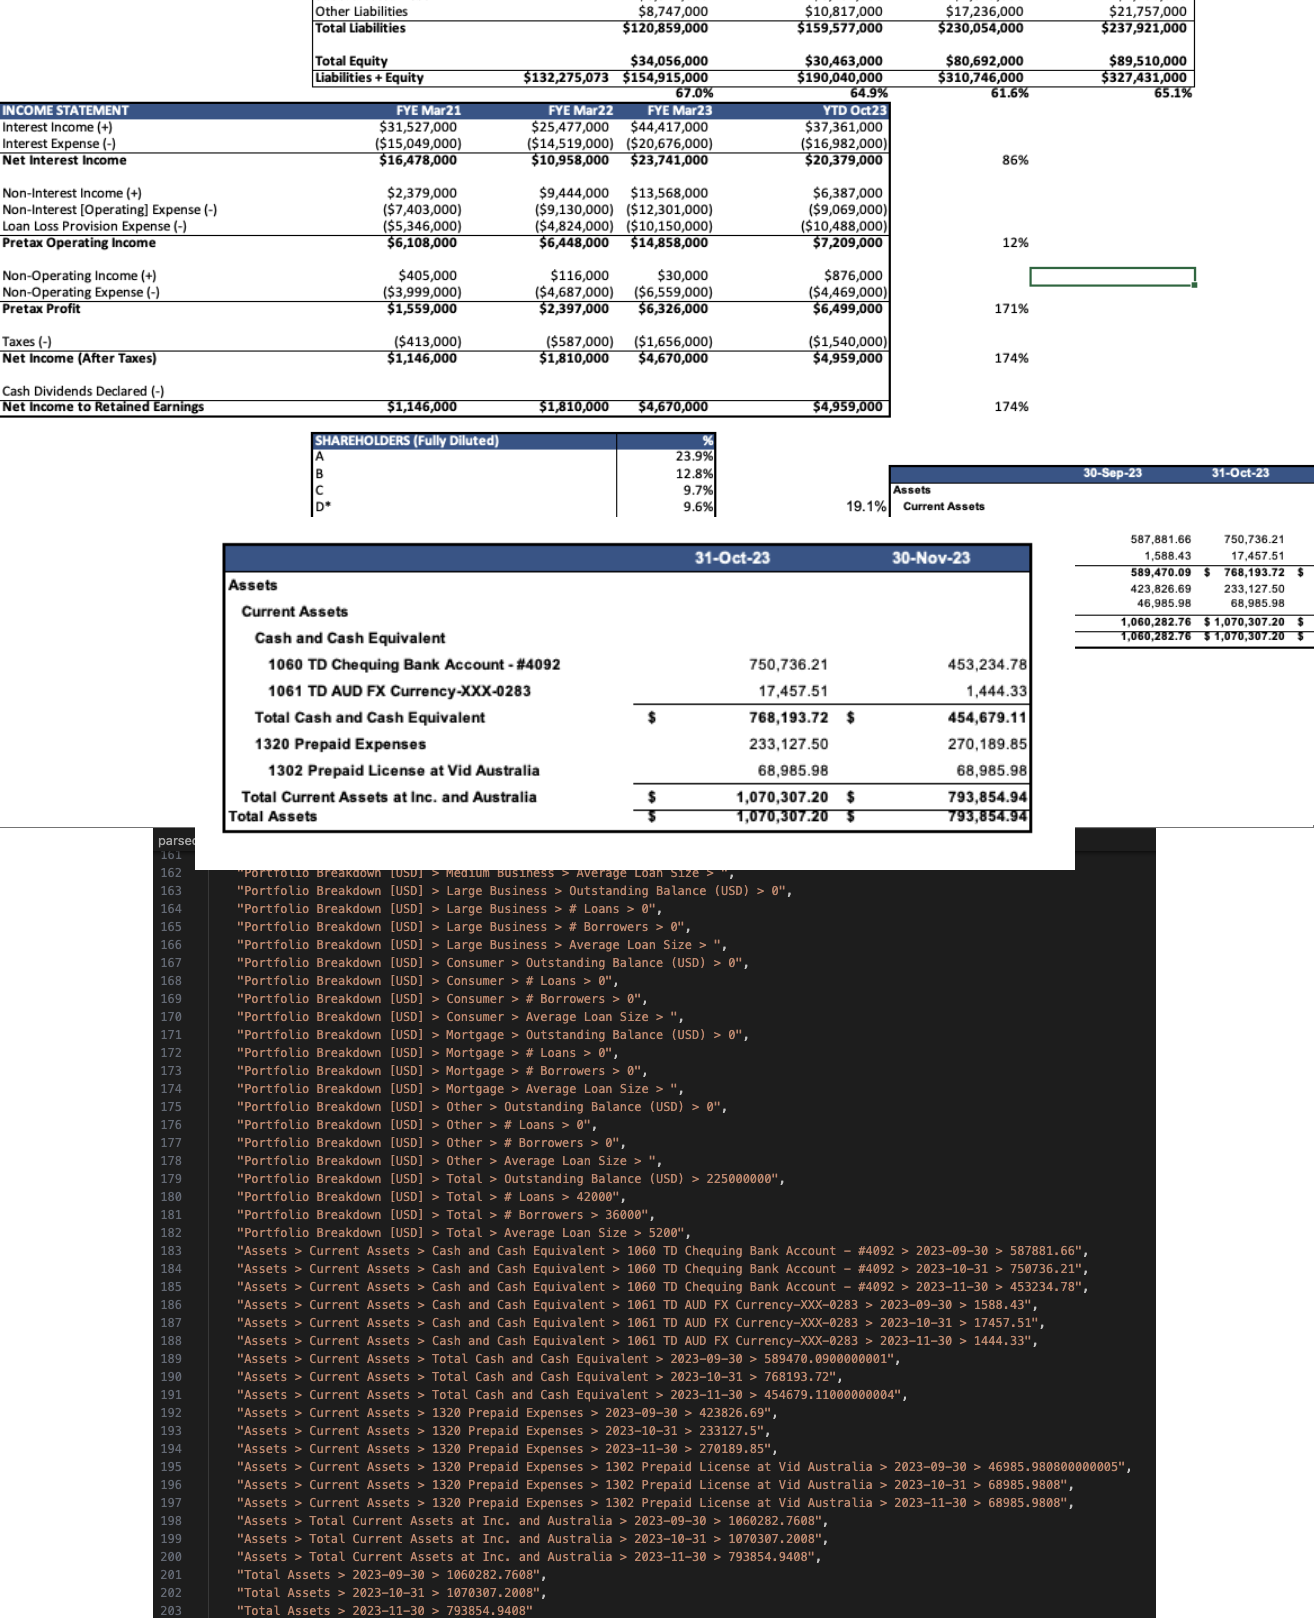 Other Liabilities $8,747,000 $10,817,000 $17,236,000 $21,757,000
Total Liabilities $120,859,000 $159,577,000 $230,054,000 $237,921,000
Total Equity $34,056,000 $30,463,000 $80,692,000 $89,510,000
Liabilities + Equity $132,275,073 $154,915,000 $190,040,000 $310,746,000 $327,431,000
67.0% 64.9% 61.6% 65.1%
INCOME STATEMENT FYE Mar21 FYE Mar22 FYE Mar23 YTD Oct23
Interest Income (+) $31,527,000 $25,477,000 $44,417,000 $37,361,000
Interest Expense (-) ($15,049,000) ($14,519,000) ($20,676,000) ($16,982,000)
Net Interest Income $16,478,000 $10,958,000 $23,741,000 $20,379,000 86%
Non-Interest Income (+) $2,379,000 $9,444,000 $13,568,000 $6,387,000
Non-Interest [Operating] Expense (-) ($7,403,000) ($9,130,000) ($12,301,000) ($9,069,000)
Loan Loss Provision Expense (-) ($5,346,000) ($4,824,000) ($10,150,000) ($10,488,000)
Pretax Operating Income $6,108,000 $6,448,000 $14,858,000 $7,209,000 12%
Non-Operating Income (+) $405,000 $116,000 $30,000 $876,000
Non-Operating Expense (-) ($3,999,000) ($4,687,000) ($6,559,000) ($4,469,000)
Pretax Profit $1,559,000 $2,397,000 $6,326,000 $6,499,000 171%
Taxes (-) ($413,000) ($587,000) ($1,656,000) ($1,540,000)
Net Income (After Taxes) $1,146,000 $1,810,000 $4,670,000 $4,959,000 174%
Cash Dividends Declared (-)
Net Income to Retained Earnings $1,146,000 $1,810,000 $4,670,000 $4,959,000 174%
SHAREHOLDERS (Fully Diluted) %
A 23.9%
B 12.8%
C 9.7%
D* 9.6% 19.1%
30-Sep-23 31-Oct-23
Assets
Current Assets
587,881.66 750,736.21
1,588.43 17,457.51
589,470.09 $ 768,193.72 $
423,826.69 233,127.50
46,985.98 68,985.98
1,060,282.76 $ 1,070,307.20 $
1,060,282.76 $ 1,070,307.20 $
31-Oct-23 30-Nov-23
Assets
Current Assets
Cash and Cash Equivalent
1060 TD Chequing Bank Account - #4092 750,736.21 453,234.78
1061 TD AUD FX Currency-XXX-0283 17,457.51 1,444.33
Total Cash and Cash Equivalent $ 768,193.72 $ 454,679.11
1320 Prepaid Expenses 233,127.50 270,189.85
1302 Prepaid License at Vid Australia 68,985.98 68,985.98
Total Current Assets at Inc. and Australia $ 1,070,307.20 $ 793,854.94
Total Assets $ 1,070,307.20 $ 793,854.94
parsed
161
162 "Portfolio Breakdown [USD] > Medium Business > Average Loan Size > ",
163 "Portfolio Breakdown [USD] > Large Business > Outstanding Balance (USD) > 0",
164 "Portfolio Breakdown [USD] > Large Business > # Loans > 0",
165 "Portfolio Breakdown [USD] > Large Business > # Borrowers > 0",
166 "Portfolio Breakdown [USD] > Large Business > Average Loan Size > ",
167 "Portfolio Breakdown [USD] > Consumer > Outstanding Balance (USD) > 0",
168 "Portfolio Breakdown [USD] > Consumer > # Loans > 0",
169 "Portfolio Breakdown [USD] > Consumer > # Borrowers > 0",
170 "Portfolio Breakdown [USD] > Consumer > Average Loan Size > ",
171 "Portfolio Breakdown [USD] > Mortgage > Outstanding Balance (USD) > 0",
172 "Portfolio Breakdown [USD] > Mortgage > # Loans > 0",
173 "Portfolio Breakdown [USD] > Mortgage > # Borrowers > 0",
174 "Portfolio Breakdown [USD] > Mortgage > Average Loan Size > ",
175 "Portfolio Breakdown [USD] > Other > Outstanding Balance (USD) > 0",
176 "Portfolio Breakdown [USD] > Other > # Loans > 0",
177 "Portfolio Breakdown [USD] > Other > # Borrowers > 0",
178 "Portfolio Breakdown [USD] > Other > Average Loan Size > ",
179 "Portfolio Breakdown [USD] > Total > Outstanding Balance (USD) > 225000000",
180 "Portfolio Breakdown [USD] > Total > # Loans > 42000",
181 "Portfolio Breakdown [USD] > Total > # Borrowers > 36000",
182 "Portfolio Breakdown [USD] > Total > Average Loan Size > 5200",
183 "Assets > Current Assets > Cash and Cash Equivalent > 1060 TD Chequing Bank Account - #4092 > 2023-09-30 > 587881.66",
184 "Assets > Current Assets > Cash and Cash Equivalent > 1060 TD Chequing Bank Account - #4092 > 2023-10-31 > 750736.21",
185 "Assets > Current Assets > Cash and Cash Equivalent > 1060 TD Chequing Bank Account - #4092 > 2023-11-30 > 453234.78",
186 "Assets > Current Assets > Cash and Cash Equivalent > 1061 TD AUD FX Currency-XXX-0283 > 2023-09-30 > 1588.43",
187 "Assets > Current Assets > Cash and Cash Equivalent > 1061 TD AUD FX Currency-XXX-0283 > 2023-10-31 > 17457.51",
188 "Assets > Current Assets > Cash and Cash Equivalent > 1061 TD AUD FX Currency-XXX-0283 > 2023-11-30 > 1444.33",
189 "Assets > Current Assets > Total Cash and Cash Equivalent > 2023-09-30 > 589470.0900000001",
190 "Assets > Current Assets > Total Cash and Cash Equivalent > 2023-10-31 > 768193.72",
191 "Assets > Current Assets > Total Cash and Cash Equivalent > 2023-11-30 > 454679.11000000004",
192 "Assets > Current Assets > 1320 Prepaid Expenses > 2023-09-30 > 423826.69",
193 "Assets > Current Assets > 1320 Prepaid Expenses > 2023-10-31 > 233127.5",
194 "Assets > Current Assets > 1320 Prepaid Expenses > 2023-11-30 > 270189.85",
195 "Assets > Current Assets > 1320 Prepaid Expenses > 1302 Prepaid License at Vid Australia > 2023-09-30 > 46985.980800000005",
196 "Assets > Current Assets > 1320 Prepaid Expenses > 1302 Prepaid License at Vid Australia > 2023-10-31 > 68985.9808",
197 "Assets > Current Assets > 1320 Prepaid Expenses > 1302 Prepaid License at Vid Australia > 2023-11-30 > 68985.9808",
198 "Assets > Total Current Assets at Inc. and Australia > 2023-09-30 > 1060282.7608",
199 "Assets > Total Current Assets at Inc. and Australia > 2023-10-31 > 1070307.2008",
200 "Assets > Total Current Assets at Inc. and Australia > 2023-11-30 > 793854.9408",
201 "Total Assets > 2023-09-30 > 1060282.7608",
202 "Total Assets > 2023-10-31 > 1070307.2008",
203 "Total Assets > 2023-11-30 > 793854.9408"